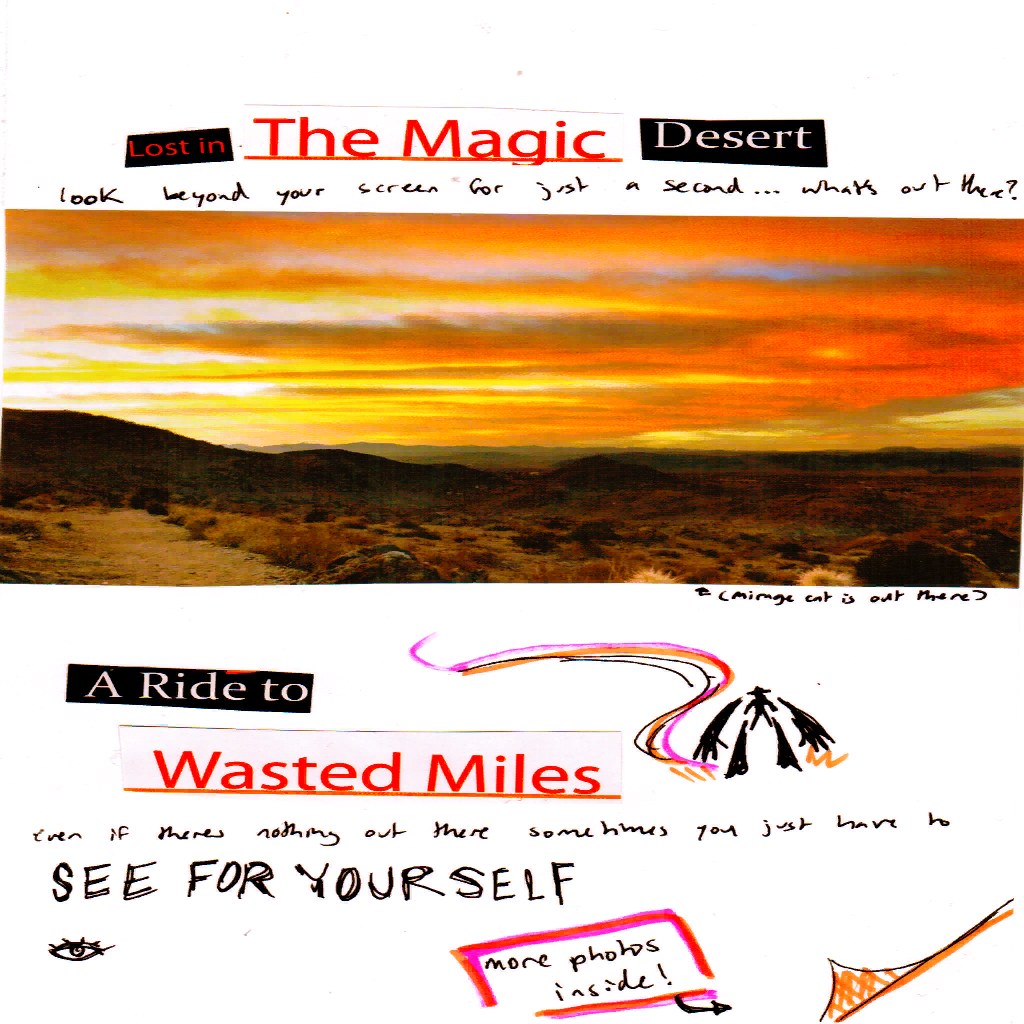 Lost in The Magic Desert
look beyond your screen for just a second... what's out there?
(mirage cat is out there)
A Ride to
Wasted Miles
even if theres nothing out there sometimes you just have to
SEE FOR YOURSELF
more photos
inside!